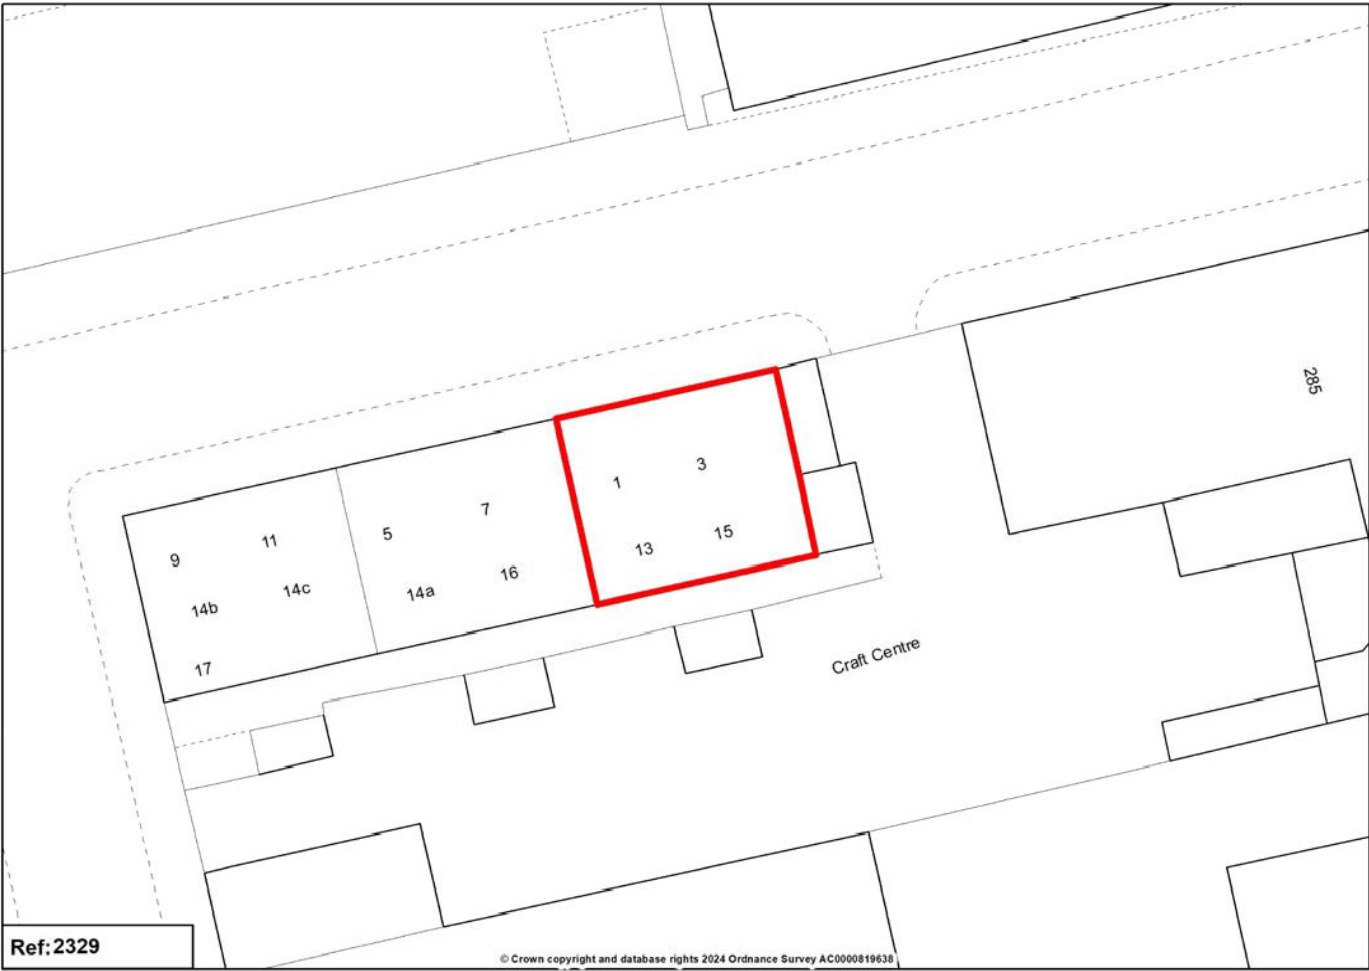 285
1
3
5
7
9
11
13
15
14a
16
14b
14c
17
Craft Centre
Ref:2329
© Crown copyright and database rights 2024 Ordnance Survey AC0000819638